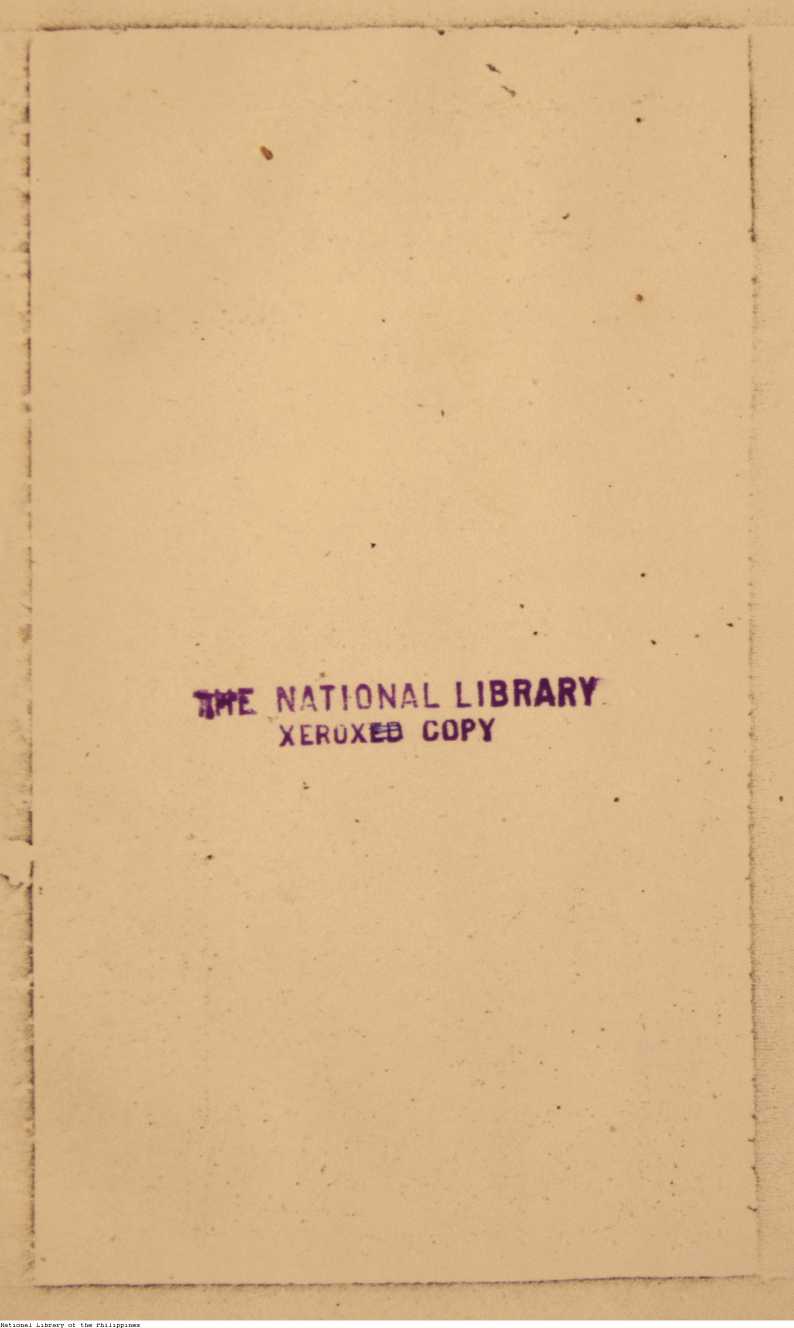 THE NATIONAL LIBRARY
XEROXED COPY
National Library of the Philippines